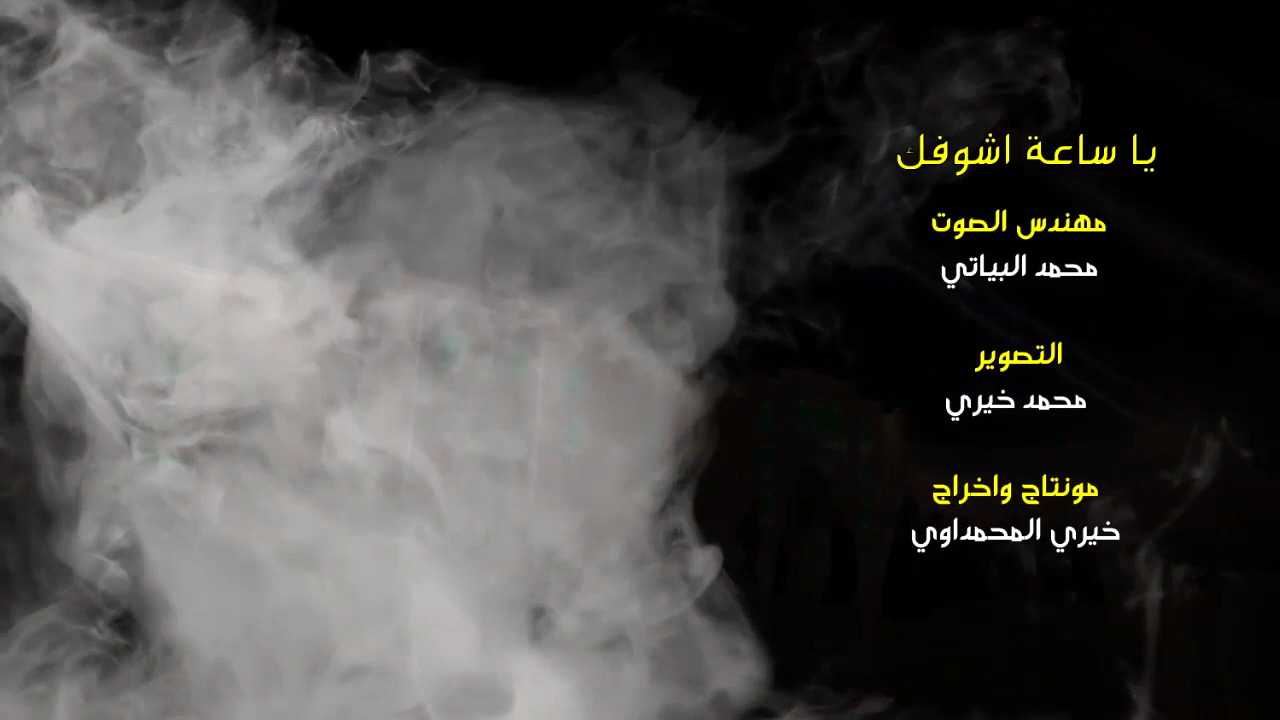 يا ساعة اشوفك
مهندس الصوت
محمد البياتي
التصوير
محمد خيري
مونتاج واخراج
خيري المحمداوي